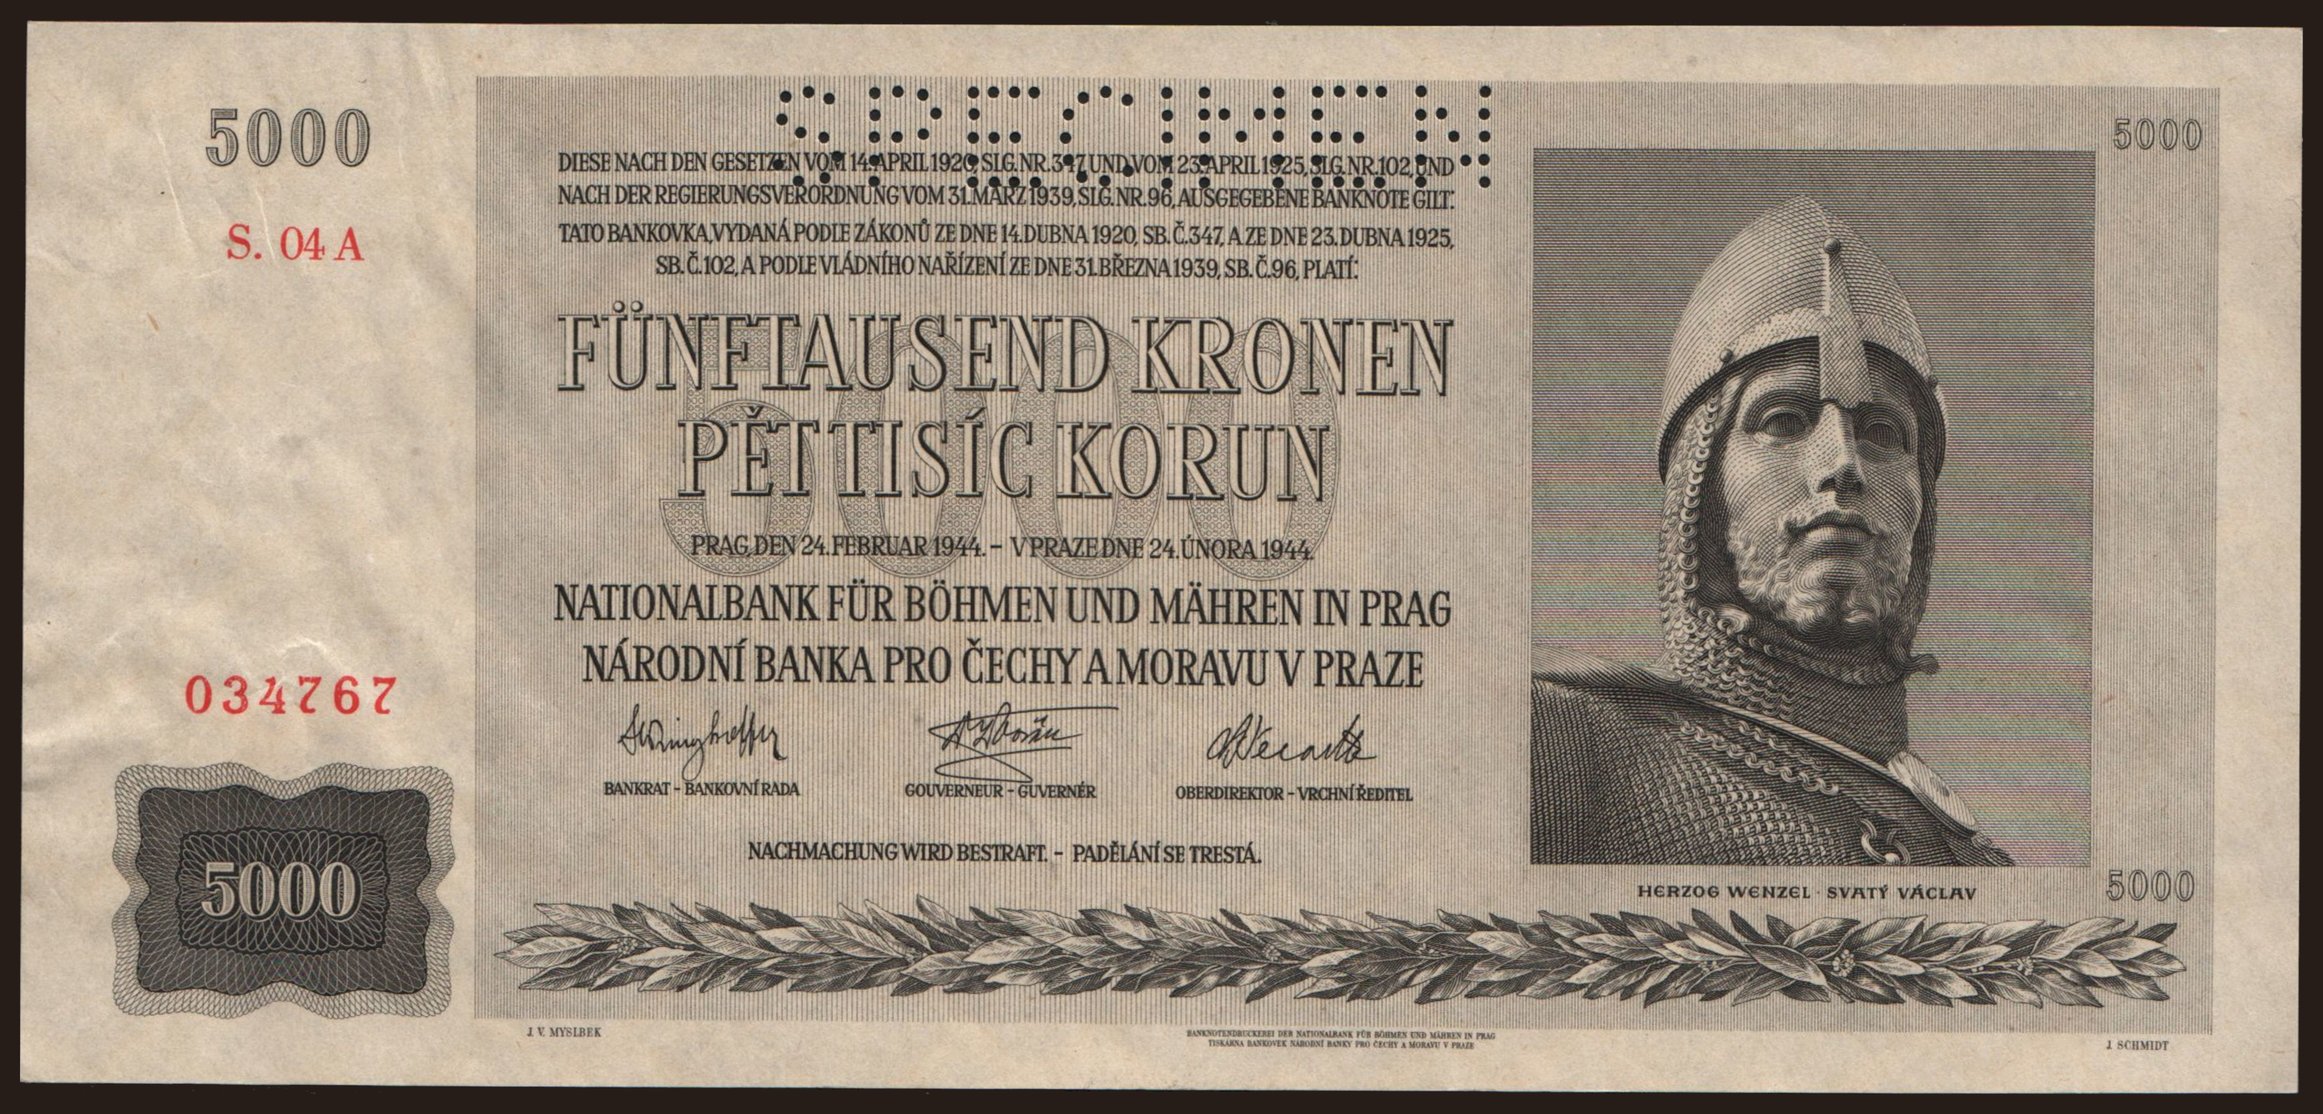 SPECIMEN
5000
5000
S. 04 A
DIESE NACH DEN GESETZEN VOM 14. APRIL 1920, SLG. NR. 347, UND VOM 23. APRIL 1925, SLG. NR. 102, UND
NACH DER REGIERUNGSVERORDNUNG VOM 31. MÄRZ 1939, SLG. NR. 96, AUSGEGEBENE BANKNOTE GILT:
TATO BANKOVKA, VYDANÁ PODLE ZÁKONŮ ZE DNE 14. DUBNA 1920, SB. Č. 347, A ZE DNE 23. DUBNA 1925,
SB. Č. 102, A PODLE VLÁDNÍHO NAŘÍZENÍ ZE DNE 31. BŘEZNA 1939, SB. Č. 96, PLATÍ:
FÜNFTAUSEND KRONEN
5000
PĚT TISÍC KORUN
PRAG, DEN 24. FEBRUAR 1944. – V PRAZE DNE 24. ÚNORA 1944.
NATIONALBANK FÜR BÖHMEN UND MÄHREN IN PRAG
NÁRODNÍ BANKA PRO ČECHY A MORAVU V PRAZE
034767
BANKRAT – BANKOVNÍ RADA
GOUVERNEUR – GUVERNÉR
OBERDIREKTOR – VRCHNÍ ŘEDITEL
NACHMACHUNG WIRD BESTRAFT. – PADĚLÁNÍ SE TRESTÁ.
5000
HERZOG WENZEL · SVATÝ VÁCLAV
5000
J. V. MYSLBEK
BANKNOTENDRUCKEREI DER NATIONALBANK FÜR BÖHMEN UND MÄHREN IN PRAG
TISKÁRNA BANKOVEK NÁRODNÍ BANKY PRO ČECHY A MORAVU V PRAZE
J. SCHMIDT